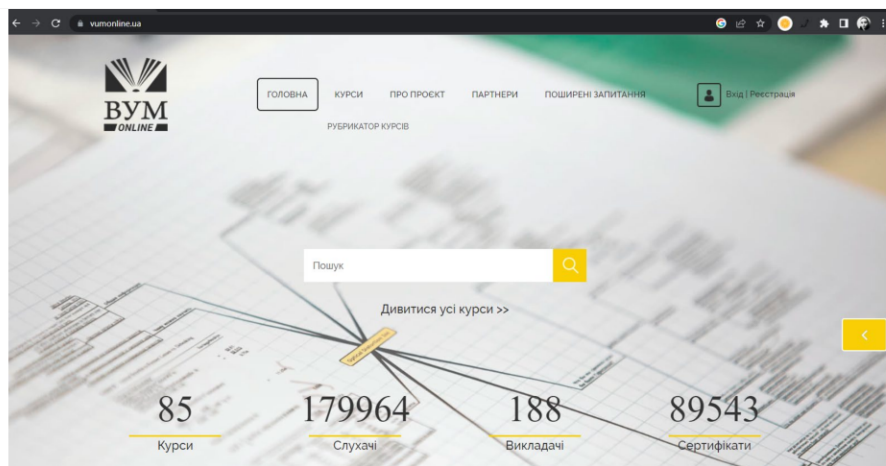 vumonline.ua
ВУМ
ONLINE
ГОЛОВНА КУРСИ ПРО ПРОЄКТ ПАРТНЕРИ ПОШИРЕНІ ЗАПИТАННЯ Вхід | Реєстрація
РУБРИКАТОР КУРСІВ
Пошук
Дивитися усі курси >>
85 179964 188 89543
Курси Слухачі Викладачі Сертифікати